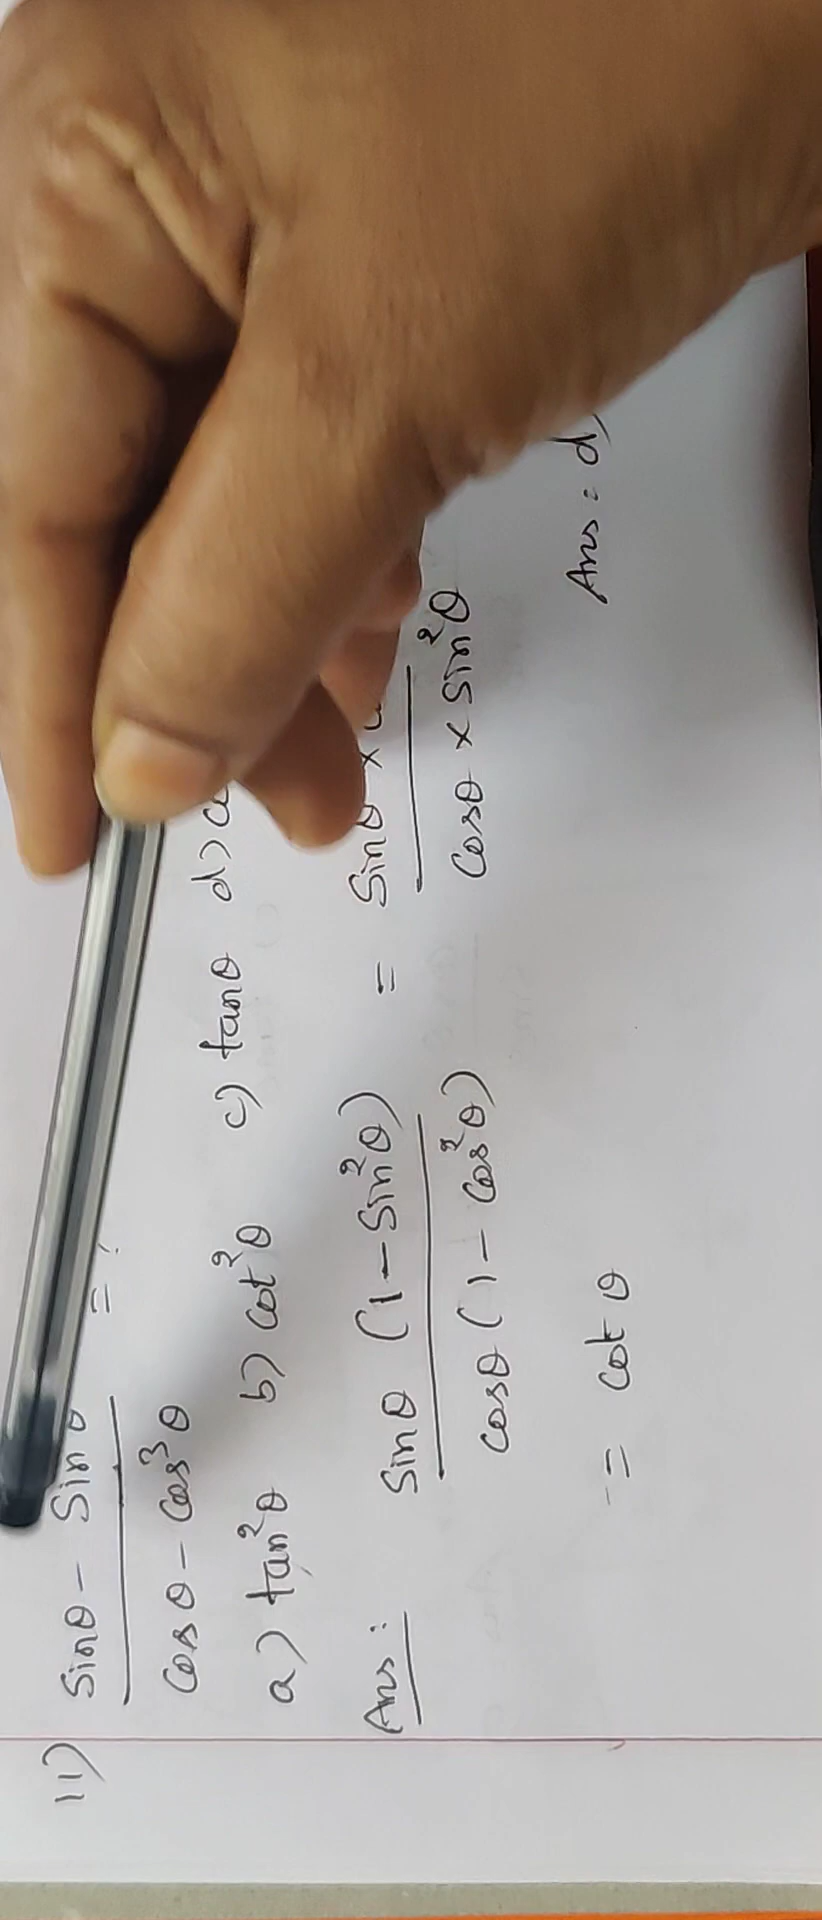 11) Sinθ - Sin
cosθ - cos³θ = ?
a) tan²θ b) cot²θ c) tanθ d)
Ans: Sinθ (1 - Sin²θ) = Sinθ ×
cosθ (1 - cos²θ) cosθ × Sin²θ
= cotθ Ans: d)